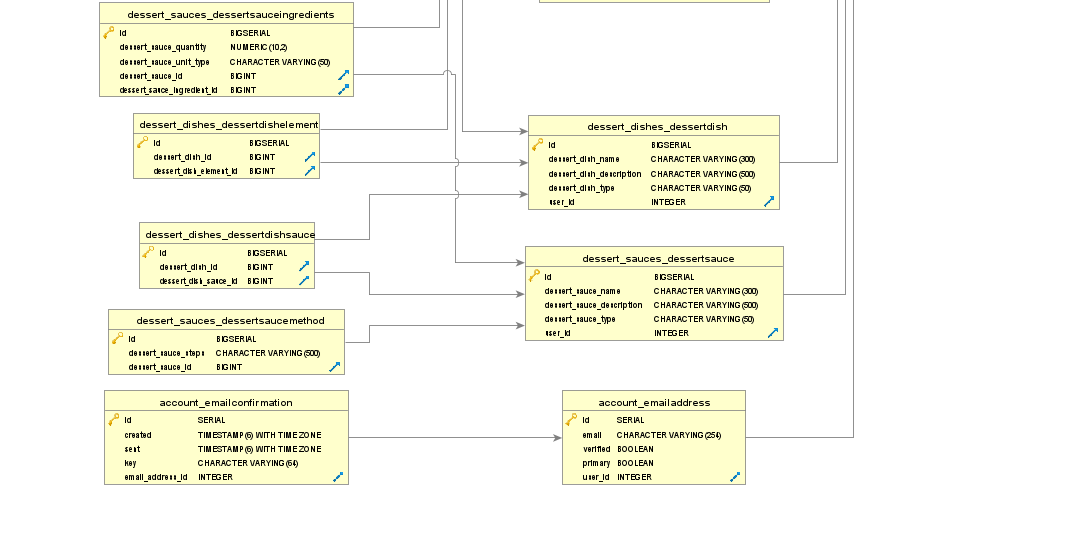 dessert_sauces_dessertsauceingredients
id BIGSERIAL
dessert_sauce_quantity NUMERIC(10,2)
dessert_sauce_unit_type CHARACTER VARYING(50)
dessert_sauce_id BIGINT
dessert_sauce_ingredient_id BIGINT
dessert_dishes_dessertdishelement
id BIGSERIAL
dessert_dish_id BIGINT
dessert_dish_element_id BIGINT
dessert_dishes_dessertdish
id BIGSERIAL
dessert_dish_name CHARACTER VARYING(300)
dessert_dish_description CHARACTER VARYING(500)
dessert_dish_type CHARACTER VARYING(50)
user_id INTEGER
dessert_dishes_dessertdishsauce
id BIGSERIAL
dessert_dish_id BIGINT
dessert_dish_sauce_id BIGINT
dessert_sauces_dessertsauce
id BIGSERIAL
dessert_sauce_name CHARACTER VARYING(300)
dessert_sauce_description CHARACTER VARYING(500)
dessert_sauce_type CHARACTER VARYING(50)
user_id INTEGER
dessert_sauces_dessertsaucemethod
id BIGSERIAL
dessert_sauce_steps CHARACTER VARYING(500)
dessert_sauce_id BIGINT
account_emailconfirmation
id SERIAL
created TIMESTAMP(6) WITH TIME ZONE
sent TIMESTAMP(6) WITH TIME ZONE
key CHARACTER VARYING(64)
email_address_id INTEGER
account_emailaddress
id SERIAL
email CHARACTER VARYING(254)
verified BOOLEAN
primary BOOLEAN
user_id INTEGER